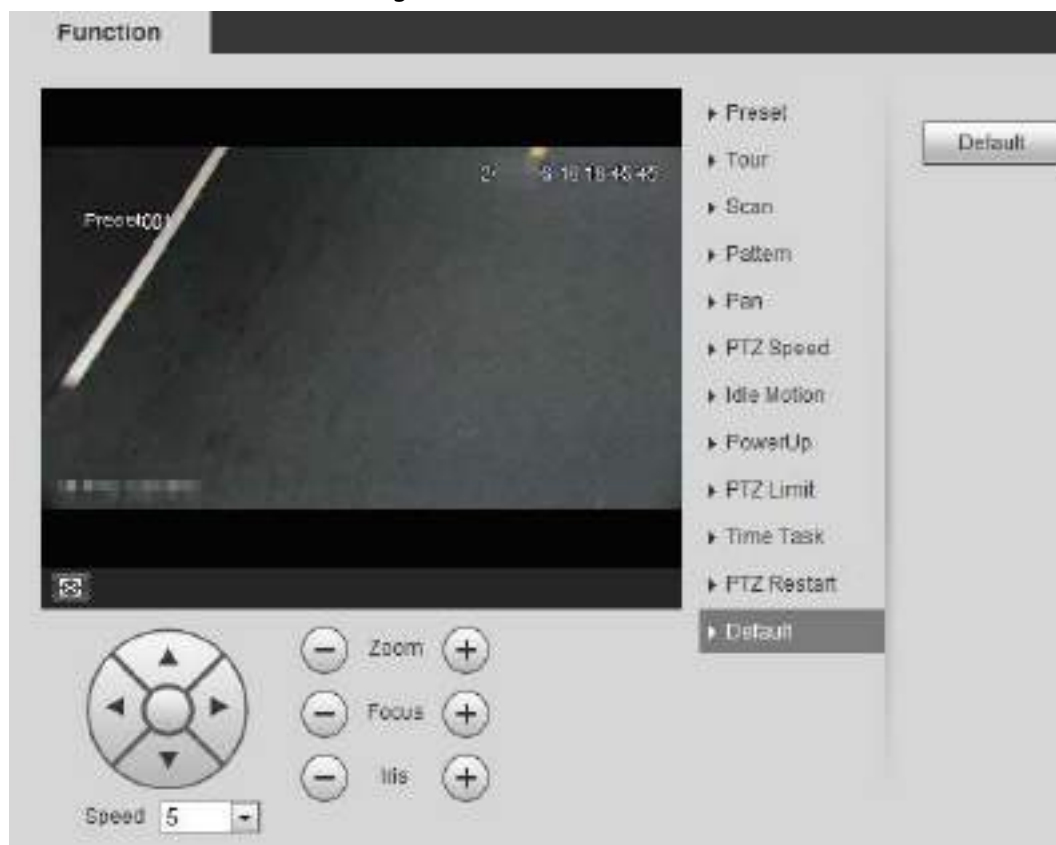 Function
Preset001
Preset
Tour
Scan
Pattern
Pan
PTZ Speed
Idle Motion
PowerUp
PTZ Limit
Time Task
PTZ Restart
Default
Default
Zoom
Focus
Iris
Speed 5